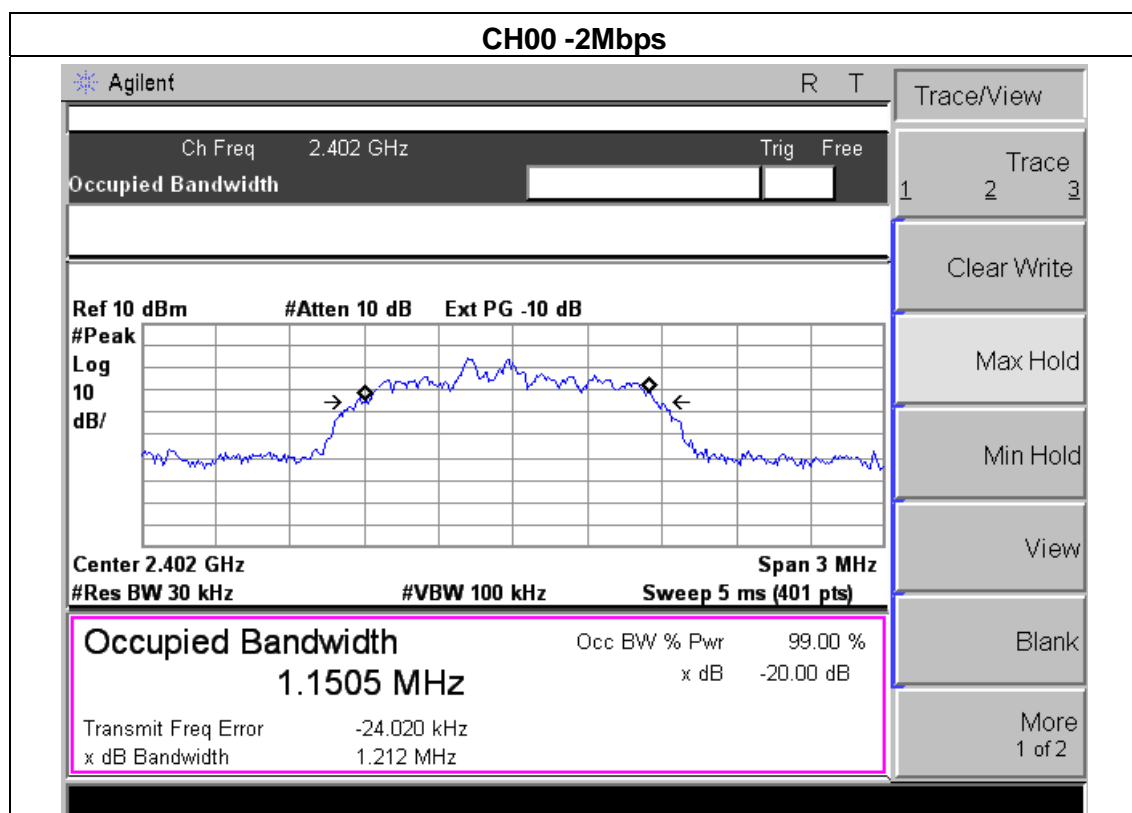 CH00 -2Mbps
Agilent R T
Ch Freq 2.402 GHz Trig Free
Occupied Bandwidth
Ref 10 dBm #Atten 10 dB Ext PG -10 dB
#Peak
Log
10
dB/
Center 2.402 GHz Span 3 MHz
#Res BW 30 kHz #VBW 100 kHz Sweep 5 ms (401 pts)
Occupied Bandwidth Occ BW % Pwr 99.00 %
1.1505 MHz x dB -20.00 dB
Transmit Freq Error -24.020 kHz
x dB Bandwidth 1.212 MHz
Trace/View
Trace
1 2 3
Clear Write
Max Hold
Min Hold
View
Blank
More
1 of 2